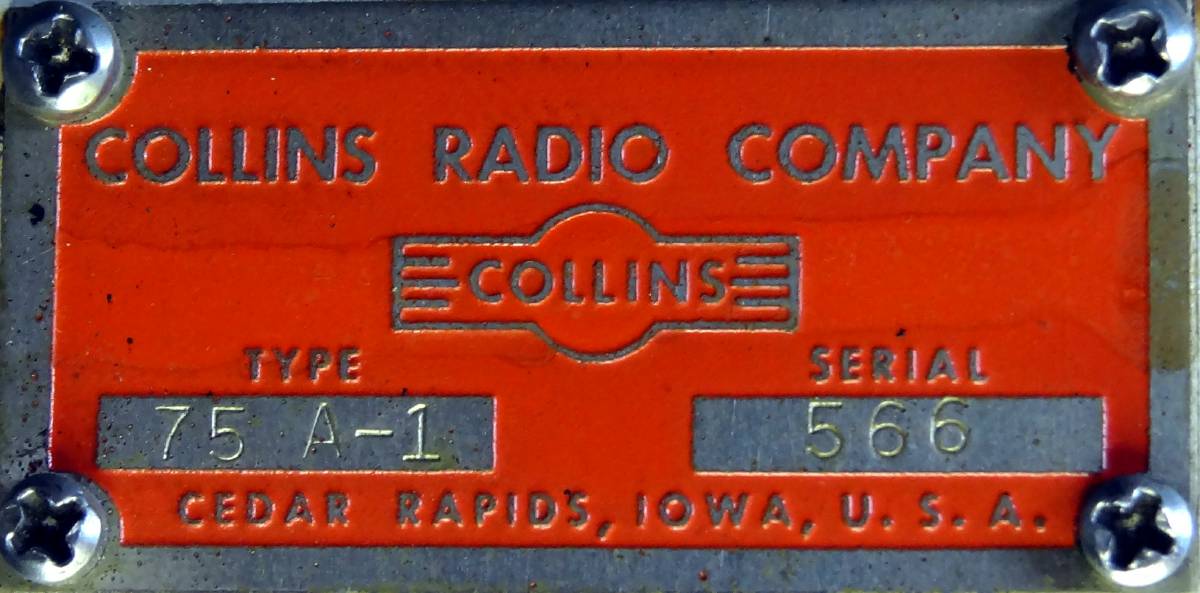 COLLINS RADIO COMPANY
COLLINS
TYPE SERIAL
75 A-1 566
CEDAR RAPIDS, IOWA, U. S. A.